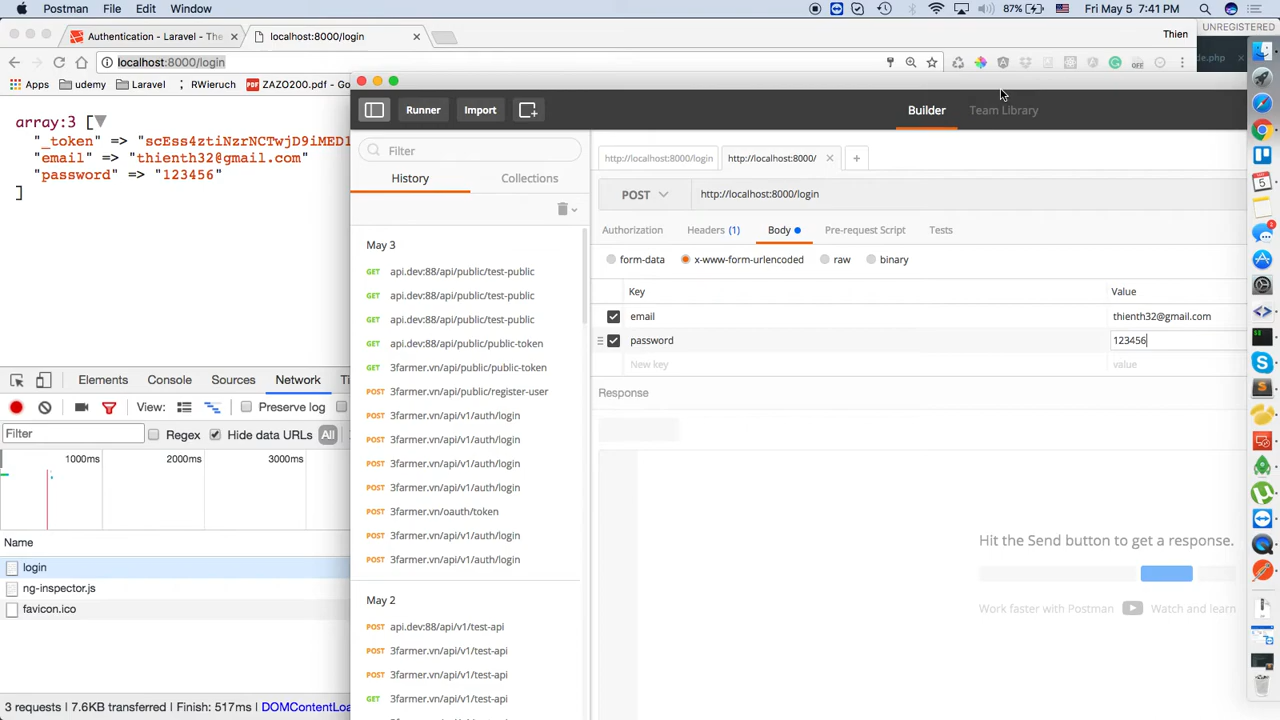 Postman File Edit Window 87% Fri May 5 7:41 PM
Authentication - Laravel - The localhost:8000/login Thien UNREGISTERED
localhost:8000/login de.php
Apps udemy Laravel RWieruch ZAZO200.pdf - Go
array:3 [
"_token" => "scEss4ztiNzrNCTwjD9iMED1
"email" => "thienth32@gmail.com"
"password" => "123456"
]
Runner Import Builder Team Library
Filter
History Collections
May 3
GET api.dev:88/api/public/test-public
GET api.dev:88/api/public/test-public
GET api.dev:88/api/public/test-public
GET api.dev:88/api/public/public-token
GET 3farmer.vn/api/public/public-token
POST 3farmer.vn/api/public/register-user
POST 3farmer.vn/api/v1/auth/login
POST 3farmer.vn/api/v1/auth/login
POST 3farmer.vn/api/v1/auth/login
POST 3farmer.vn/api/v1/auth/login
POST 3farmer.vn/oauth/token
POST 3farmer.vn/api/v1/auth/login
POST 3farmer.vn/api/v1/auth/login
May 2
POST api.dev:88/api/v1/test-api
POST 3farmer.vn/api/v1/test-api
POST 3farmer.vn/api/v1/test-api
GET 3farmer.vn/api/v1/test-api
http://localhost:8000/login http://localhost:8000/
POST http://localhost:8000/login
Authorization Headers (1) Body Pre-request Script Tests
form-data x-www-form-urlencoded raw binary
Key Value
email thienth32@gmail.com
password 123456
New key value
Response
Hit the Send button to get a response.
Work faster with Postman Watch and learn
Elements Console Sources Network Ti
View: Preserve log
Filter Regex Hide data URLs All
1000ms 2000ms 3000ms
Name
login
ng-inspector.js
favicon.ico
3 requests | 7.6KB transferred | Finish: 517ms | DOMContentLoa